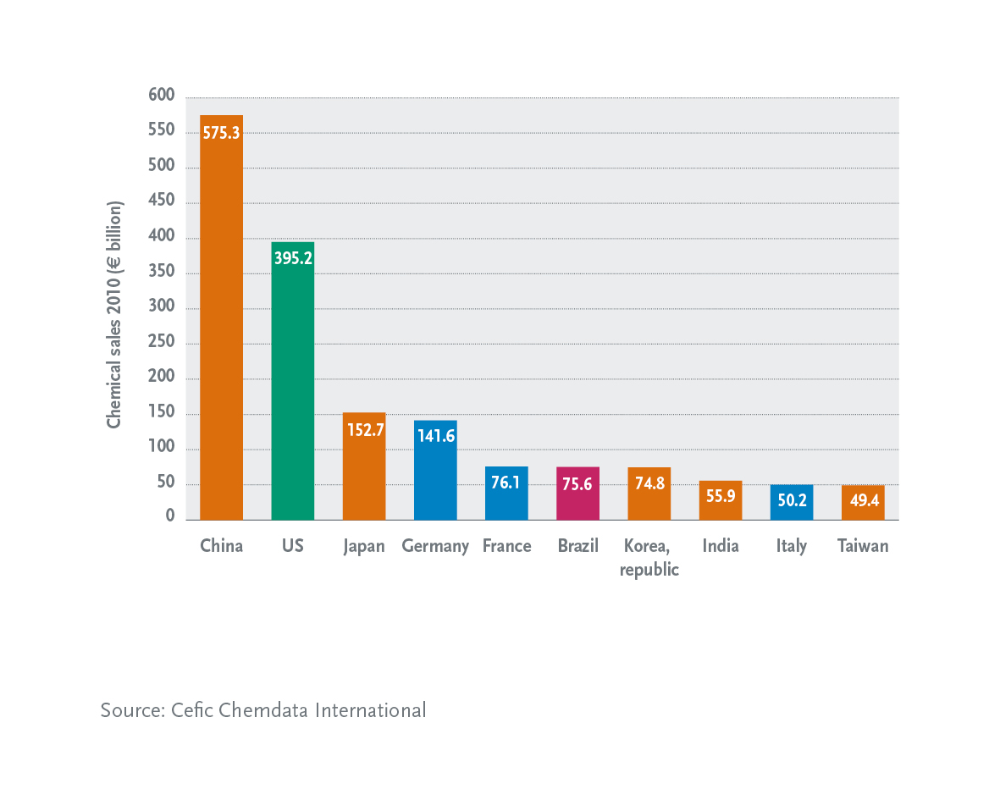 600
550
500
450
400
350
300
250
200
150
100
50
0
Chemical sales 2010 (€ billion)
575.3
395.2
152.7
141.6
76.1
75.6
74.8
55.9
50.2
49.4
China
US
Japan
Germany
France
Brazil
Korea,
republic
India
Italy
Taiwan
Source: Cefic Chemdata International